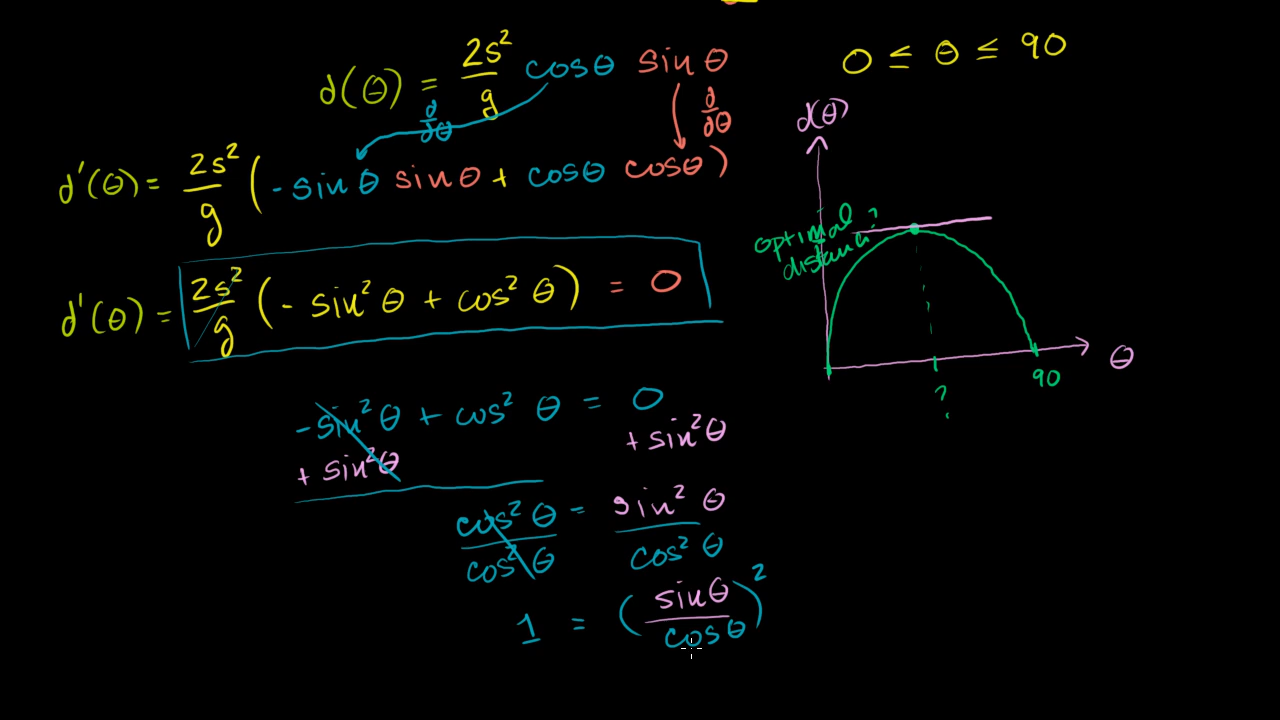 d(θ) = 2s²/g cosθ sinθ
d/dθ
d/dθ
d'(θ) = 2s²/g (-sinθ sinθ + cosθ cosθ)
d'(θ) = 2s²/g (- sin²θ + cos²θ) = 0
-sin²θ + cos²θ = 0
+ sin²θ + sin²θ
cos²θ/cos²θ = sin²θ/cos²θ
1 = (sinθ/cosθ)²
0 ≤ θ ≤ 90
d(θ)
optimal
distance?
θ
90
?